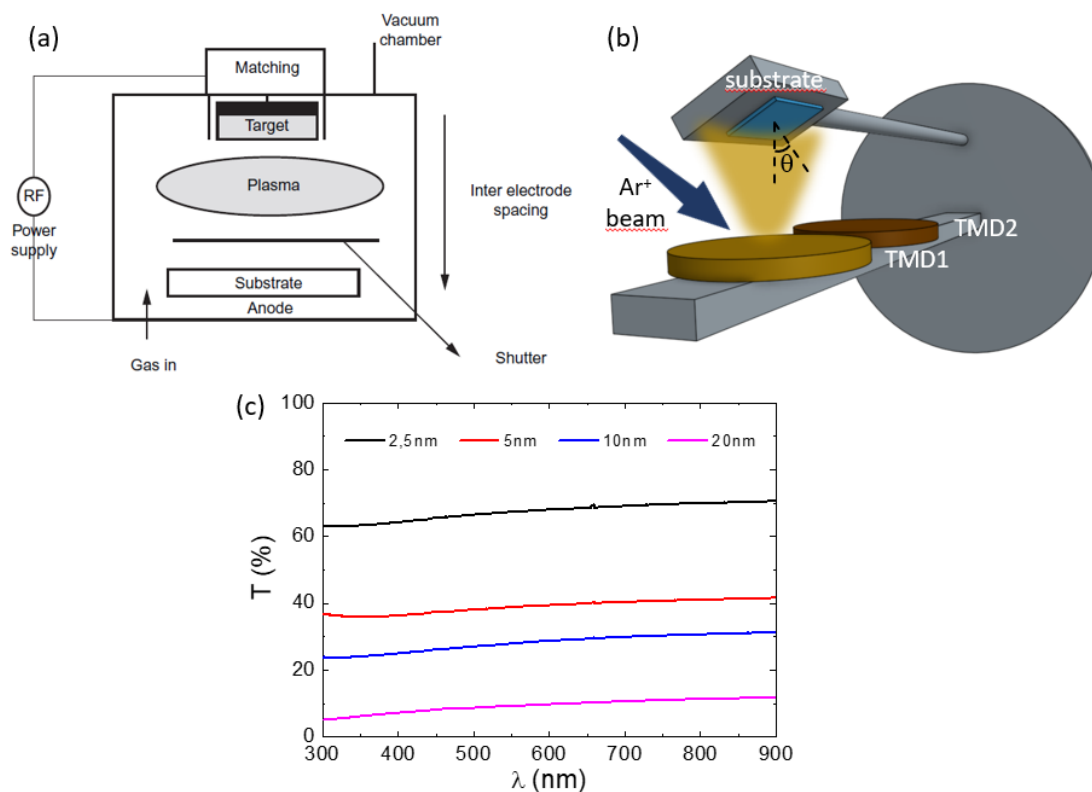 (a)
Vacuum
chamber
Matching
Target
Plasma
RF
Power
supply
Inter electrode
spacing
Substrate
Anode
Gas in
Shutter
(b)
substrate
θ
Ar+
beam
TMD2
TMD1
(c)
100
80
60
40
20
0
T (%)
2,5nm 5nm 10nm 20nm
300 400 500 600 700 800 900
λ (nm)